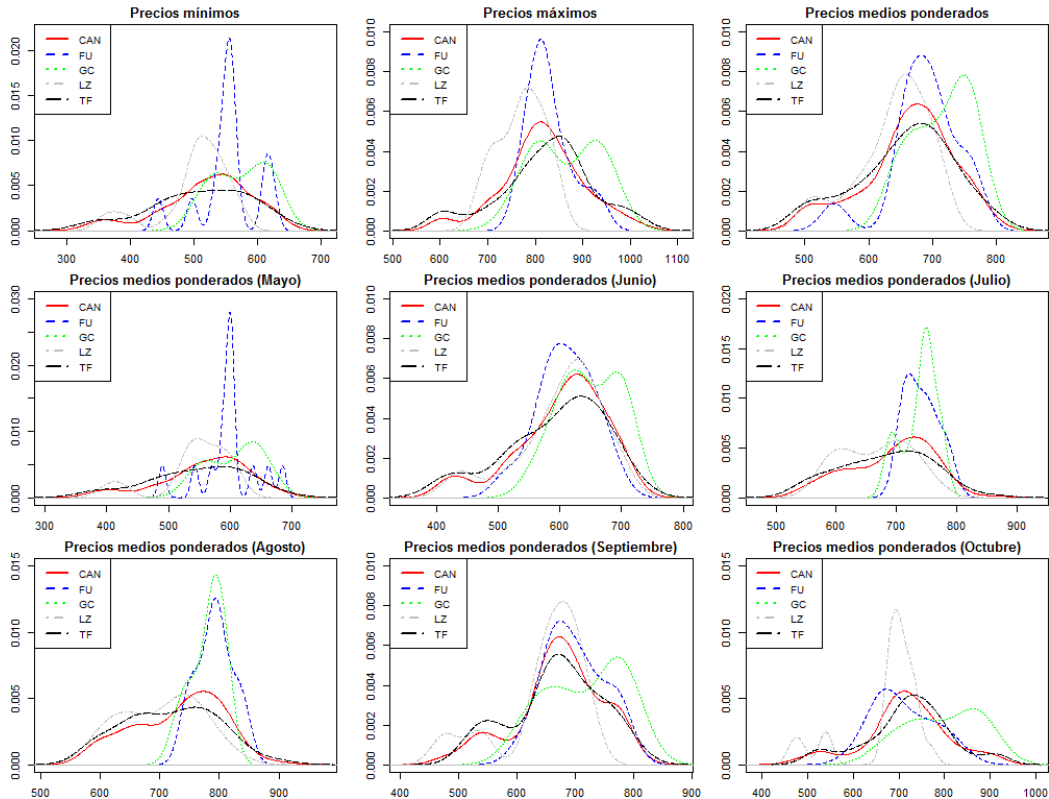 Precios mínimos
CAN
FU
GC
LZ
TF
0.000
0.005
0.010
0.015
0.020
300
400
500
600
700
Precios máximos
CAN
FU
GC
LZ
TF
0.000
0.002
0.004
0.006
0.008
0.010
500
600
700
800
900
1000
1100
Precios medios ponderados
CAN
FU
GC
LZ
TF
0.000
0.002
0.004
0.006
0.008
0.010
500
600
700
800
Precios medios ponderados (Mayo)
CAN
FU
GC
LZ
TF
0.000
0.010
0.020
0.030
300
400
500
600
700
Precios medios ponderados (Junio)
CAN
FU
GC
LZ
TF
0.000
0.002
0.004
0.006
0.008
0.010
400
500
600
700
800
Precios medios ponderados (Julio)
CAN
FU
GC
LZ
TF
0.000
0.005
0.010
0.015
0.020
500
600
700
800
900
Precios medios ponderados (Agosto)
CAN
FU
GC
LZ
TF
0.000
0.005
0.010
0.015
500
600
700
800
900
Precios medios ponderados (Septiembre)
CAN
FU
GC
LZ
TF
0.000
0.002
0.004
0.006
0.008
0.010
400
500
600
700
800
900
Precios medios ponderados (Octubre)
CAN
FU
GC
LZ
TF
0.000
0.005
0.010
0.015
400
500
600
700
800
900
1000